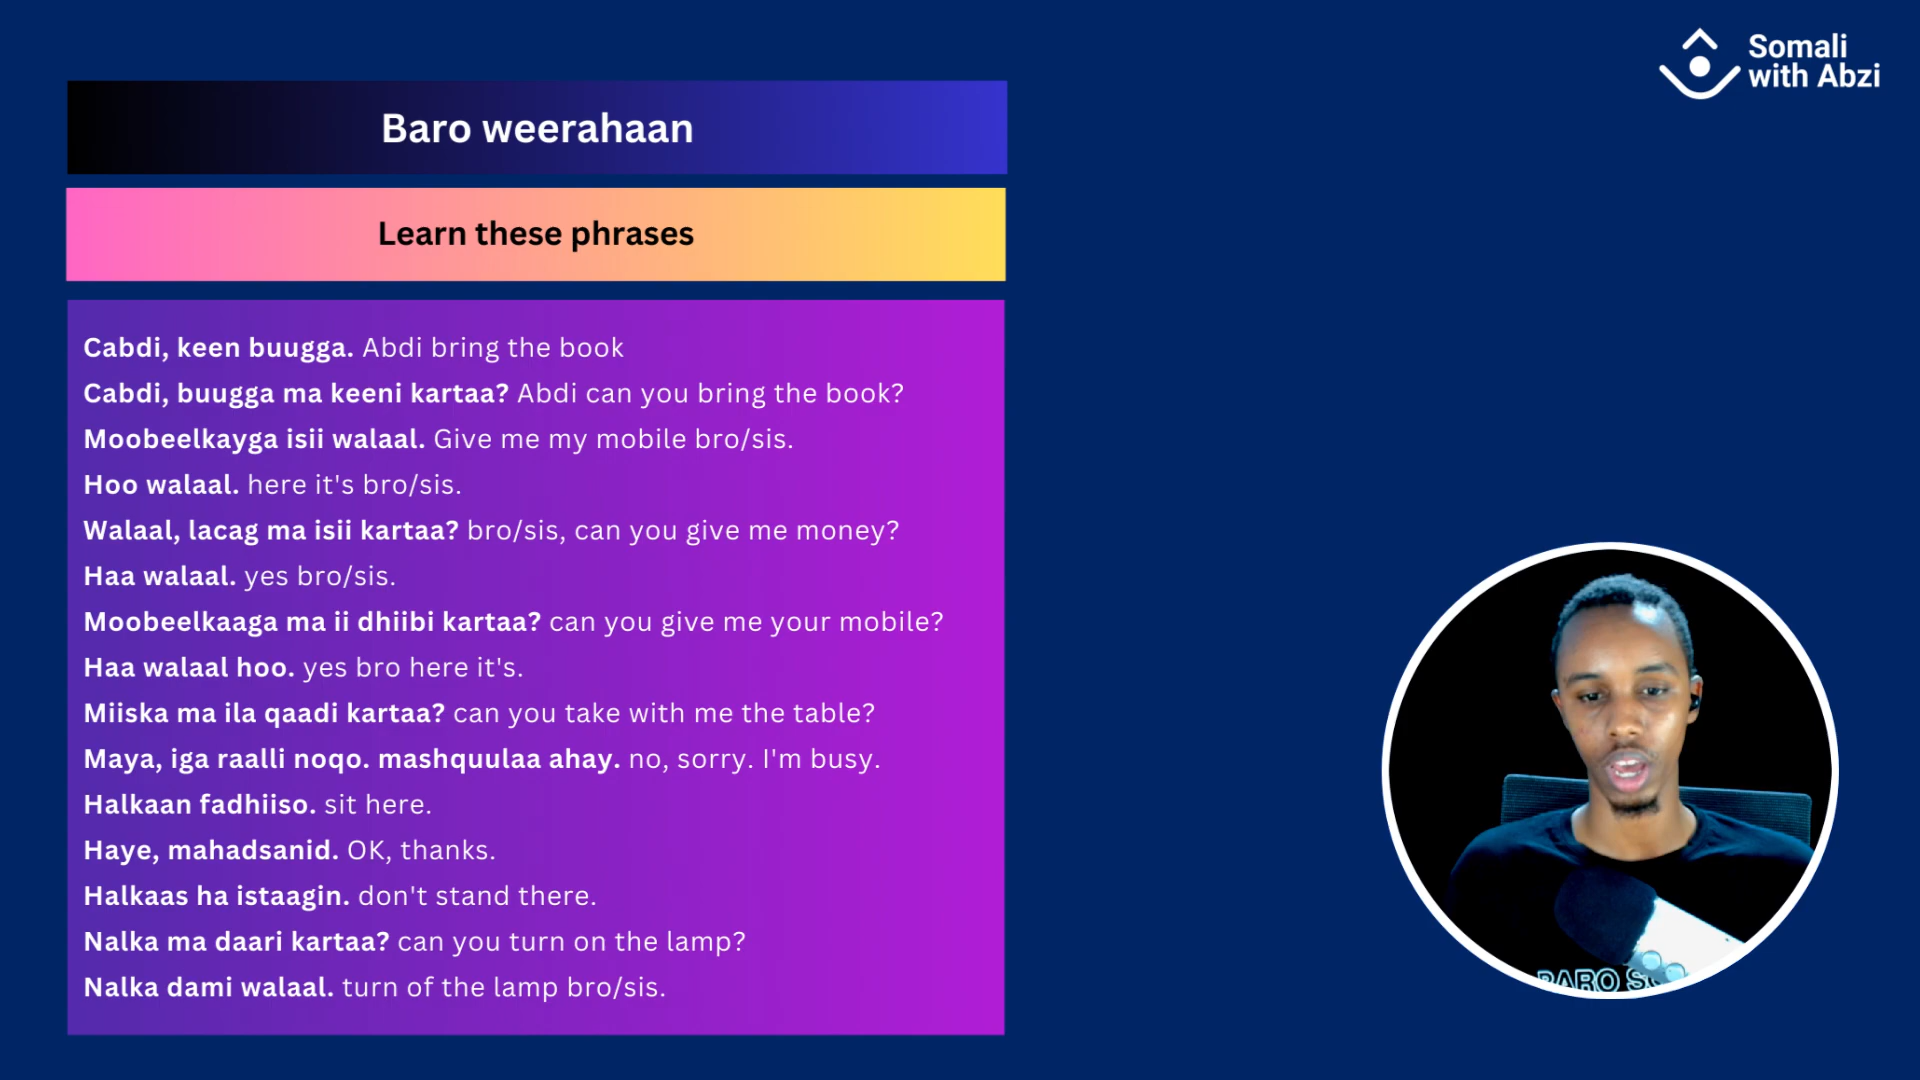 Somali
with Abzi
Baro weerahaan
Learn these phrases
Cabdi, keen buugga. Abdi bring the book
Cabdi, buugga ma keeni kartaa? Abdi can you bring the book?
Moobeelkayga isii walaal. Give me my mobile bro/sis.
Hoo walaal. here it's bro/sis.
Walaal, lacag ma isii kartaa? bro/sis, can you give me money?
Haa walaal. yes bro/sis.
Moobeelkaaga ma ii dhiibi kartaa? can you give me your mobile?
Haa walaal hoo. yes bro here it's.
Miiska ma ila qaadi kartaa? can you take with me the table?
Maya, iga raalli noqo. mashquulaa ahay. no, sorry. I'm busy.
Halkaan fadhiiso. sit here.
Haye, mahadsanid. OK, thanks.
Halkaas ha istaagin. don't stand there.
Nalka ma daari kartaa? can you turn on the lamp?
Nalka dami walaal. turn of the lamp bro/sis.
BARO